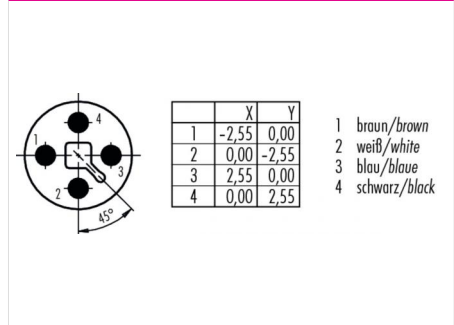 4
1
3
2
45°
X Y
1 -2,55 0,00
2 0,00 -2,55
3 2,55 0,00
4 0,00 2,55
1 braun/brown
2 weiß/white
3 blau/blaue
4 schwarz/black